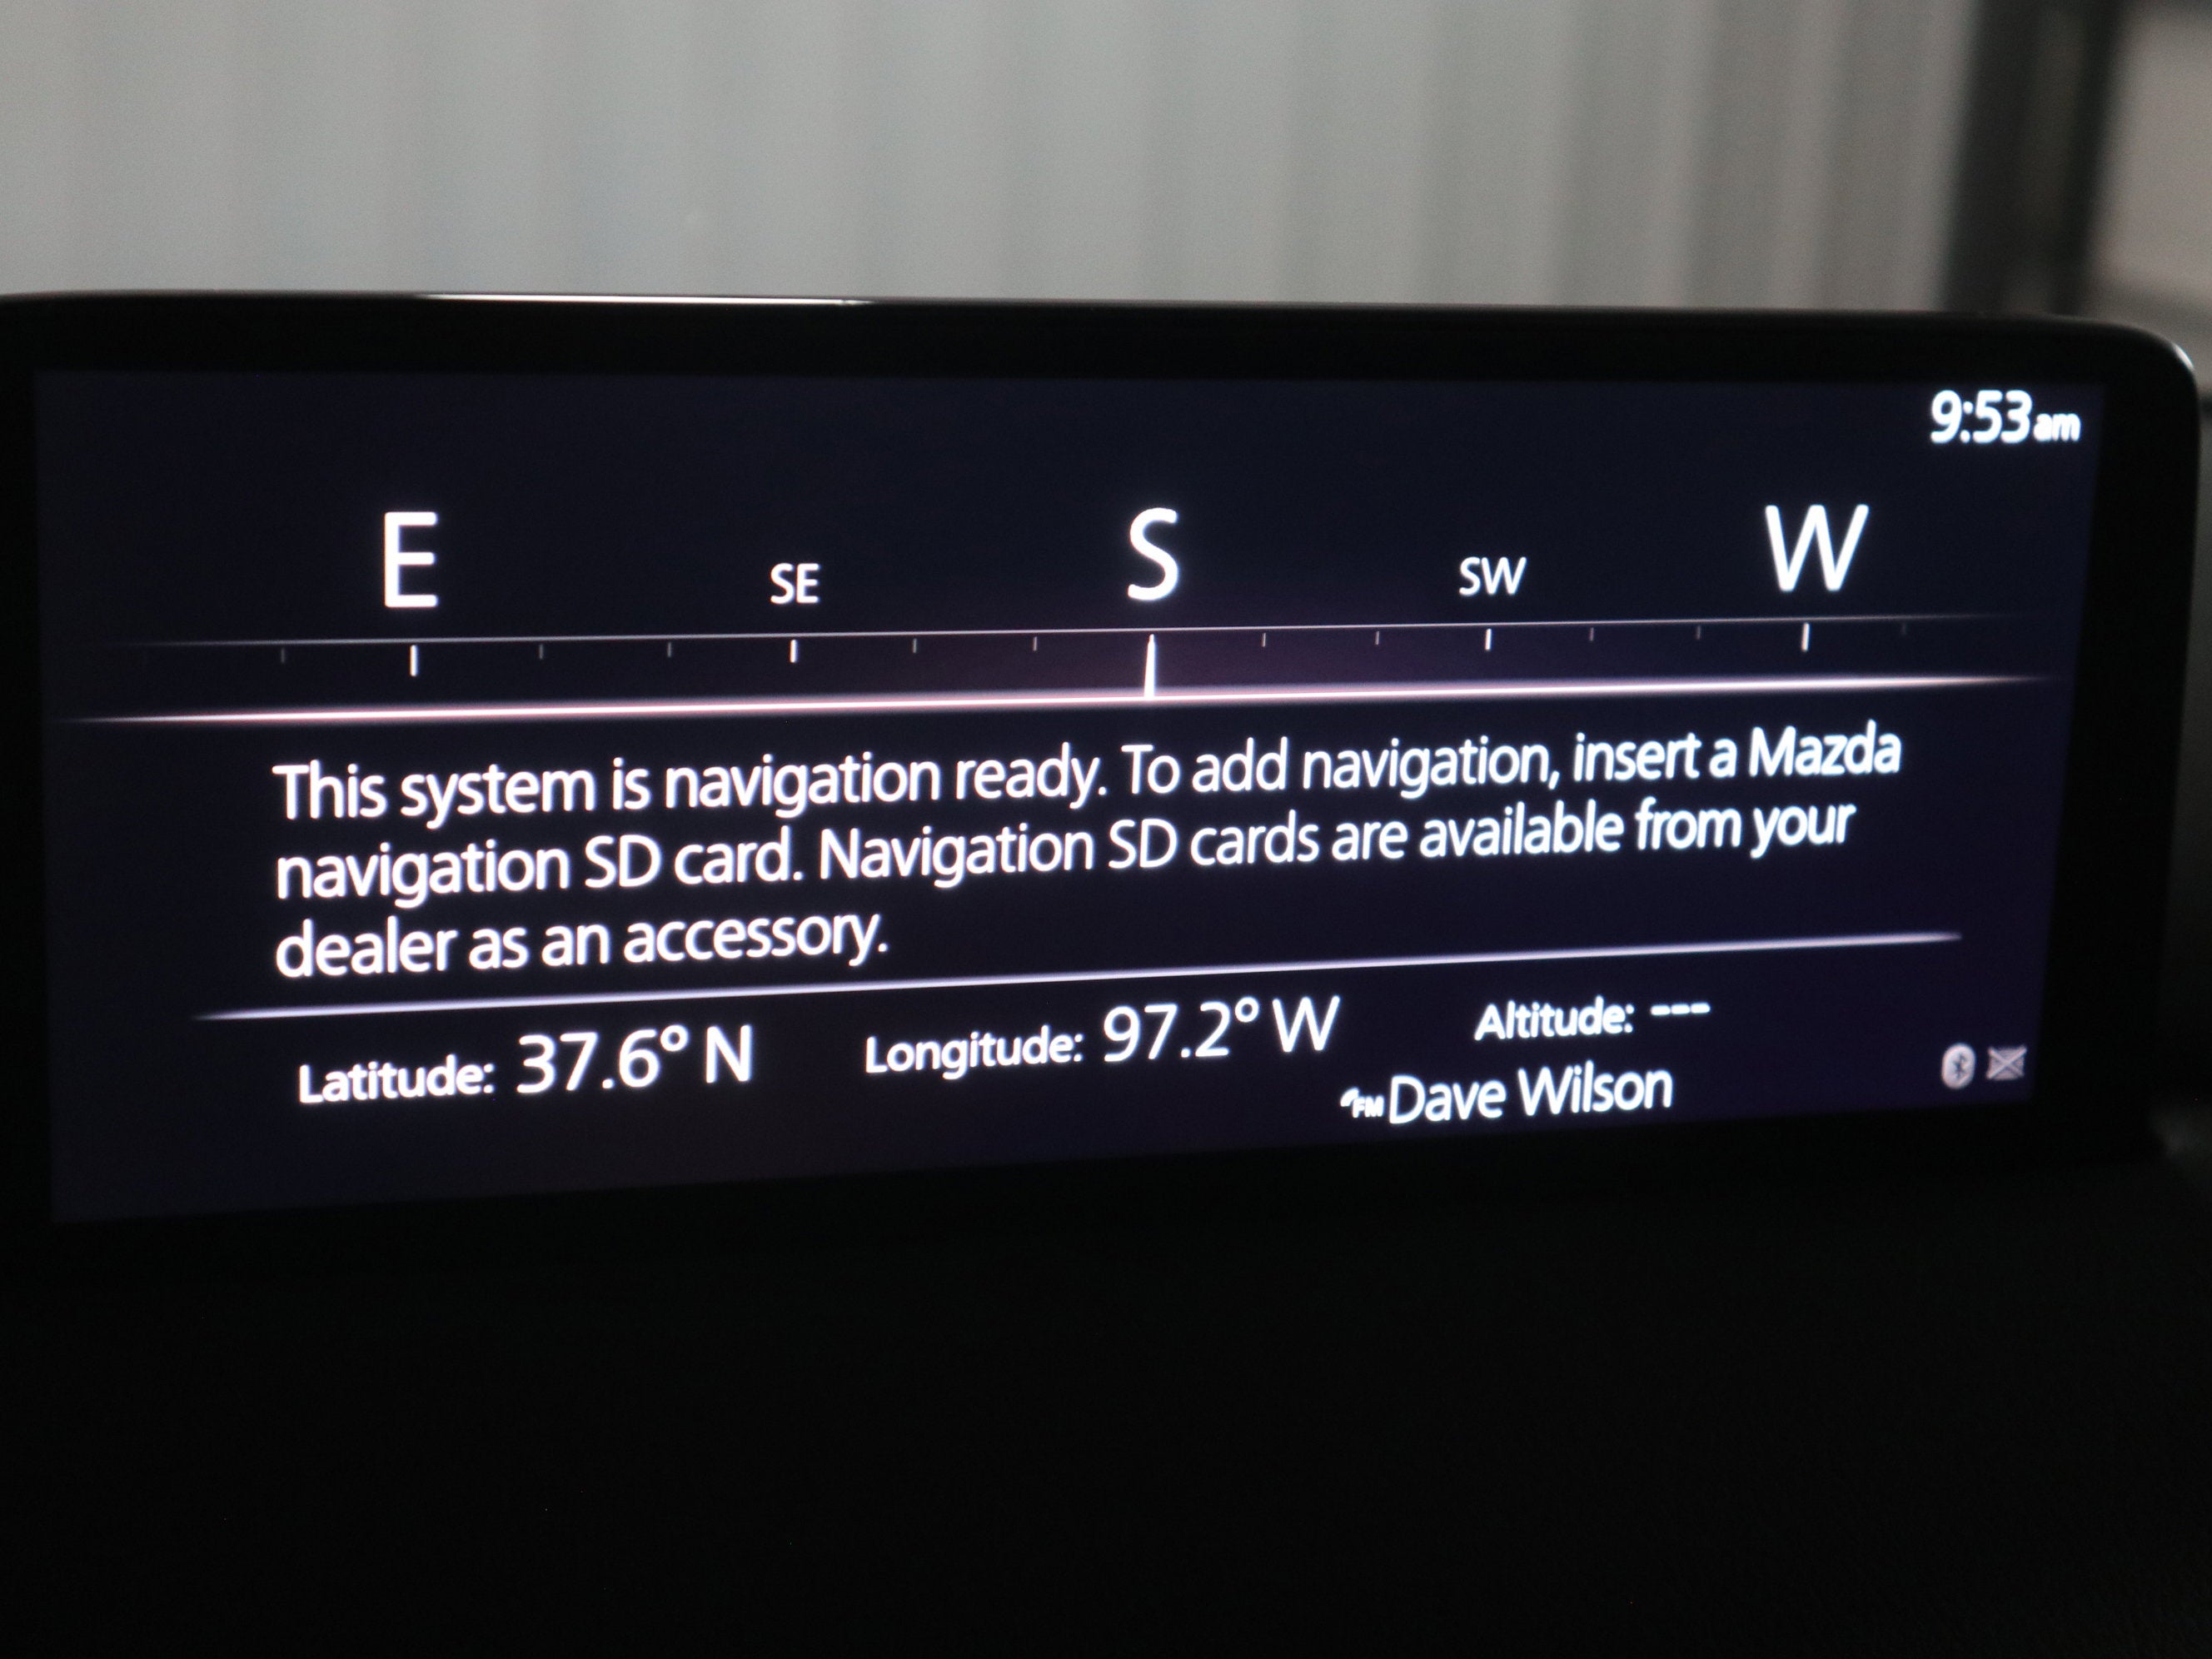 9:53am
E SE S SW W
This system is navigation ready. To add navigation, insert a Mazda
navigation SD card. Navigation SD cards are available from your
dealer as an accessory.
Latitude: 37.6° N Longitude: 97.2° W Altitude: ---
FM Dave Wilson